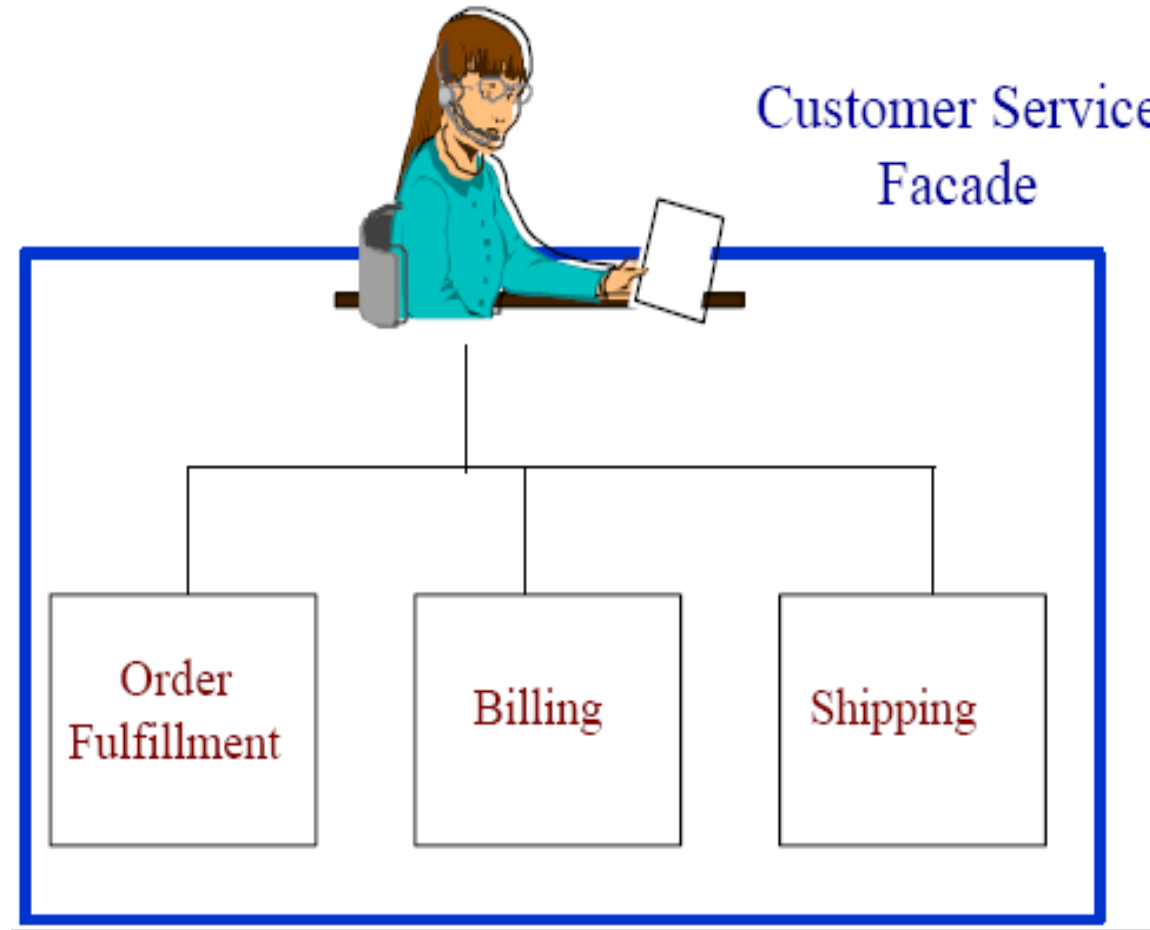 Customer Service
Facade
Order
Fulfillment
Billing
Shipping